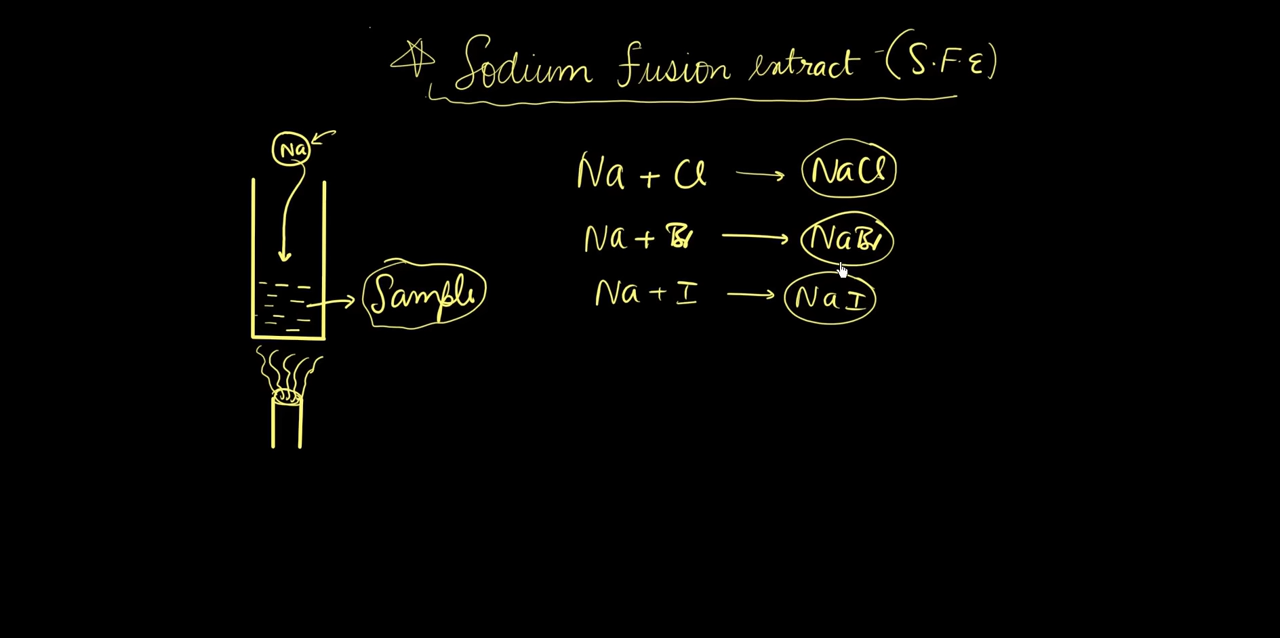 ☆ Sodium fusion extract - (S.F.E)
Na
Na + Cl → NaCl
Na + Br → NaBr
Na + I → NaI
Sample